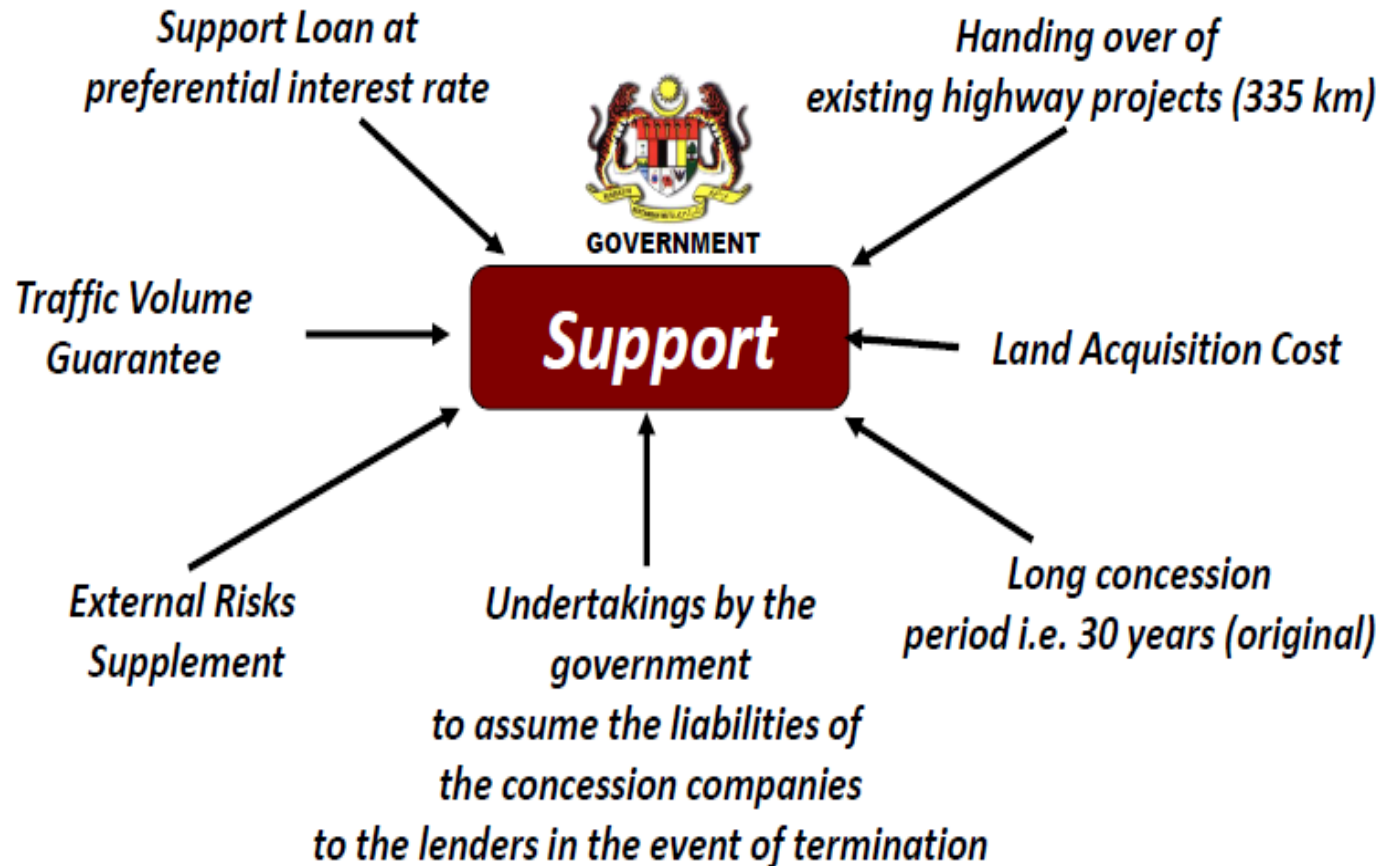 Support Loan at
preferential interest rate
Handing over of
existing highway projects (335 km)
GOVERNMENT
Traffic Volume
Guarantee
Support
Land Acquisition Cost
External Risks
Supplement
Undertakings by the
government
to assume the liabilities of
the concession companies
to the lenders in the event of termination
Long concession
period i.e. 30 years (original)